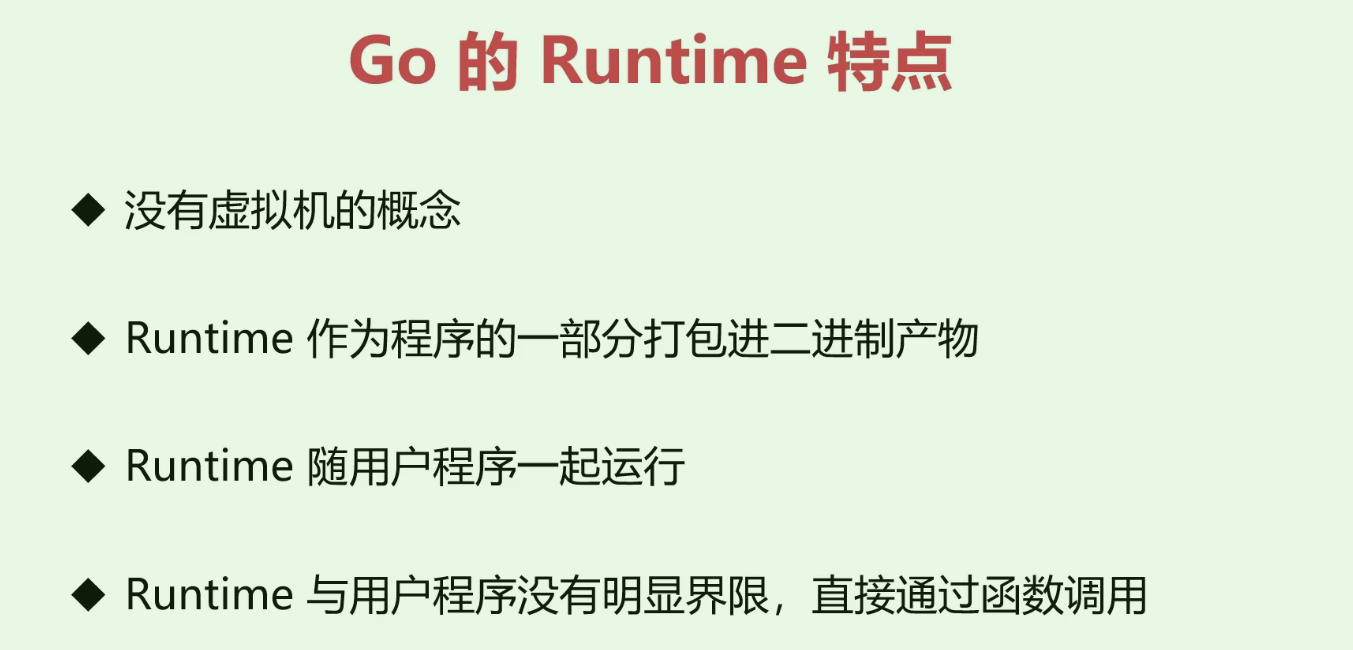 Go 的 Runtime 特点
◆ 没有虚拟机的概念
◆ Runtime 作为程序的一部分打包进二进制产物
◆ Runtime 随用户程序一起运行
◆ Runtime 与用户程序没有明显界限，直接通过函数调用